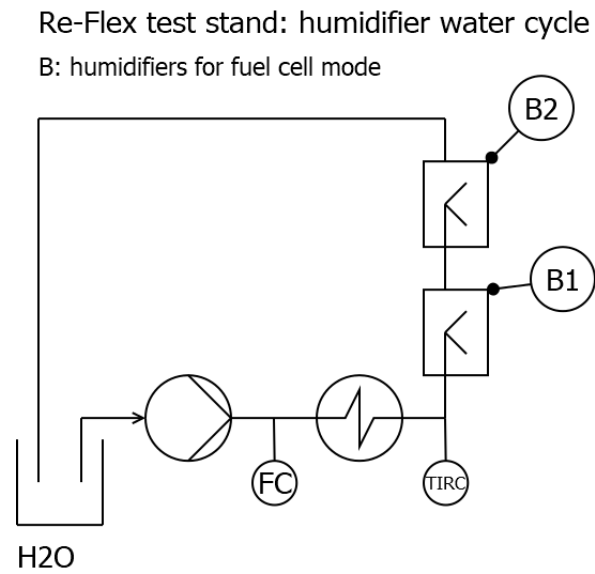 Re-Flex test stand: humidifier water cycle
B: humidifiers for fuel cell mode
B2
B1
FC
TIRC
H2O